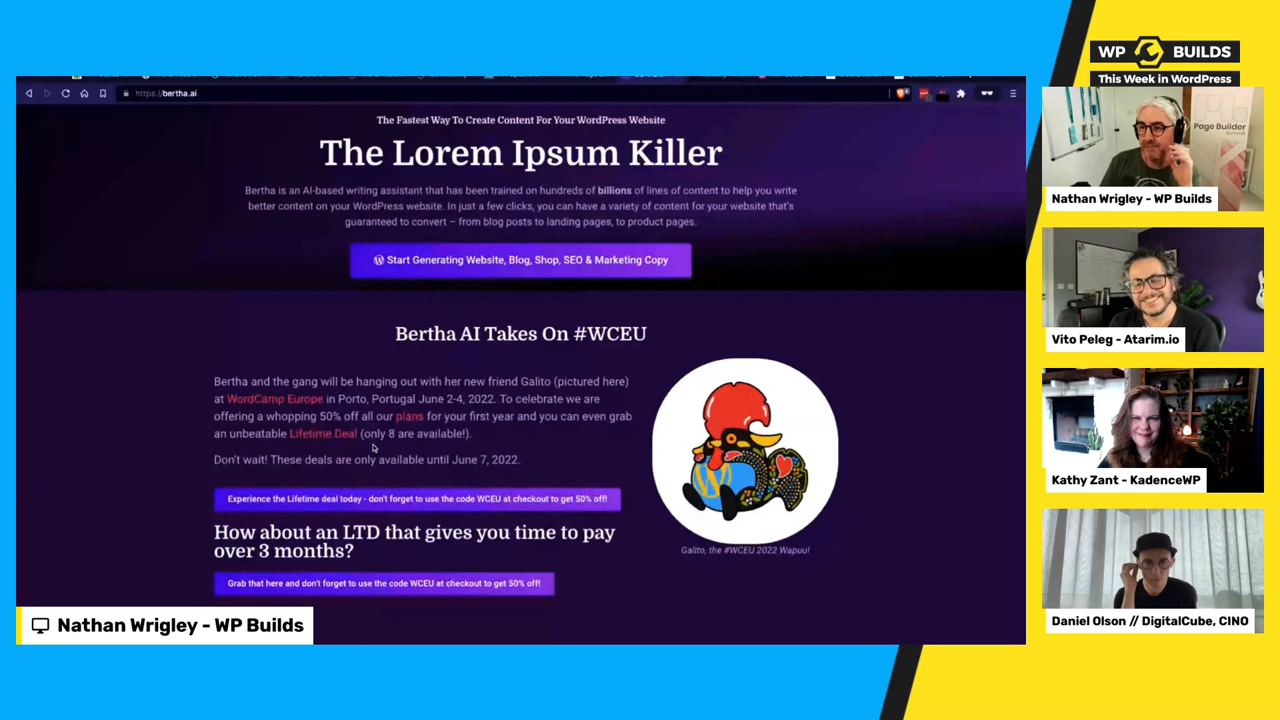 WP BUILDS
This Week in WordPress
https://bertha.ai
The Fastest Way To Create Content For Your WordPress Website
The Lorem Ipsum Killer
Bertha is an AI-based writing assistant that has been trained on hundreds of billions of lines of content to help you write
better content on your WordPress website. In just a few clicks, you can have a variety of content for your website that's
guaranteed to convert – from blog posts to landing pages, to product pages.
Start Generating Website, Blog, Shop, SEO & Marketing Copy
Bertha AI Takes On #WCEU
Bertha and the gang will be hanging out with her new friend Galito (pictured here)
at WordCamp Europe in Porto, Portugal June 2-4, 2022. To celebrate we are
offering a whopping 50% off all our plans for your first year and you can even grab
an unbeatable Lifetime Deal (only 8 are available!).
Don't wait! These deals are only available until June 7, 2022.
Experience the Lifetime deal today - don't forget to use the code WCEU at checkout to get 50% off!
How about an LTD that gives you time to pay
over 3 months?
Grab that here and don't forget to use the code WCEU at checkout to get 50% off!
Galito, the #WCEU 2022 Wapuu!
Nathan Wrigley - WP Builds
Page Builder
Summit
Nathan Wrigley - WP Builds
Vito Peleg - Atarim.io
Kathy Zant - KadenceWP
Daniel Olson // DigitalCube, CINO